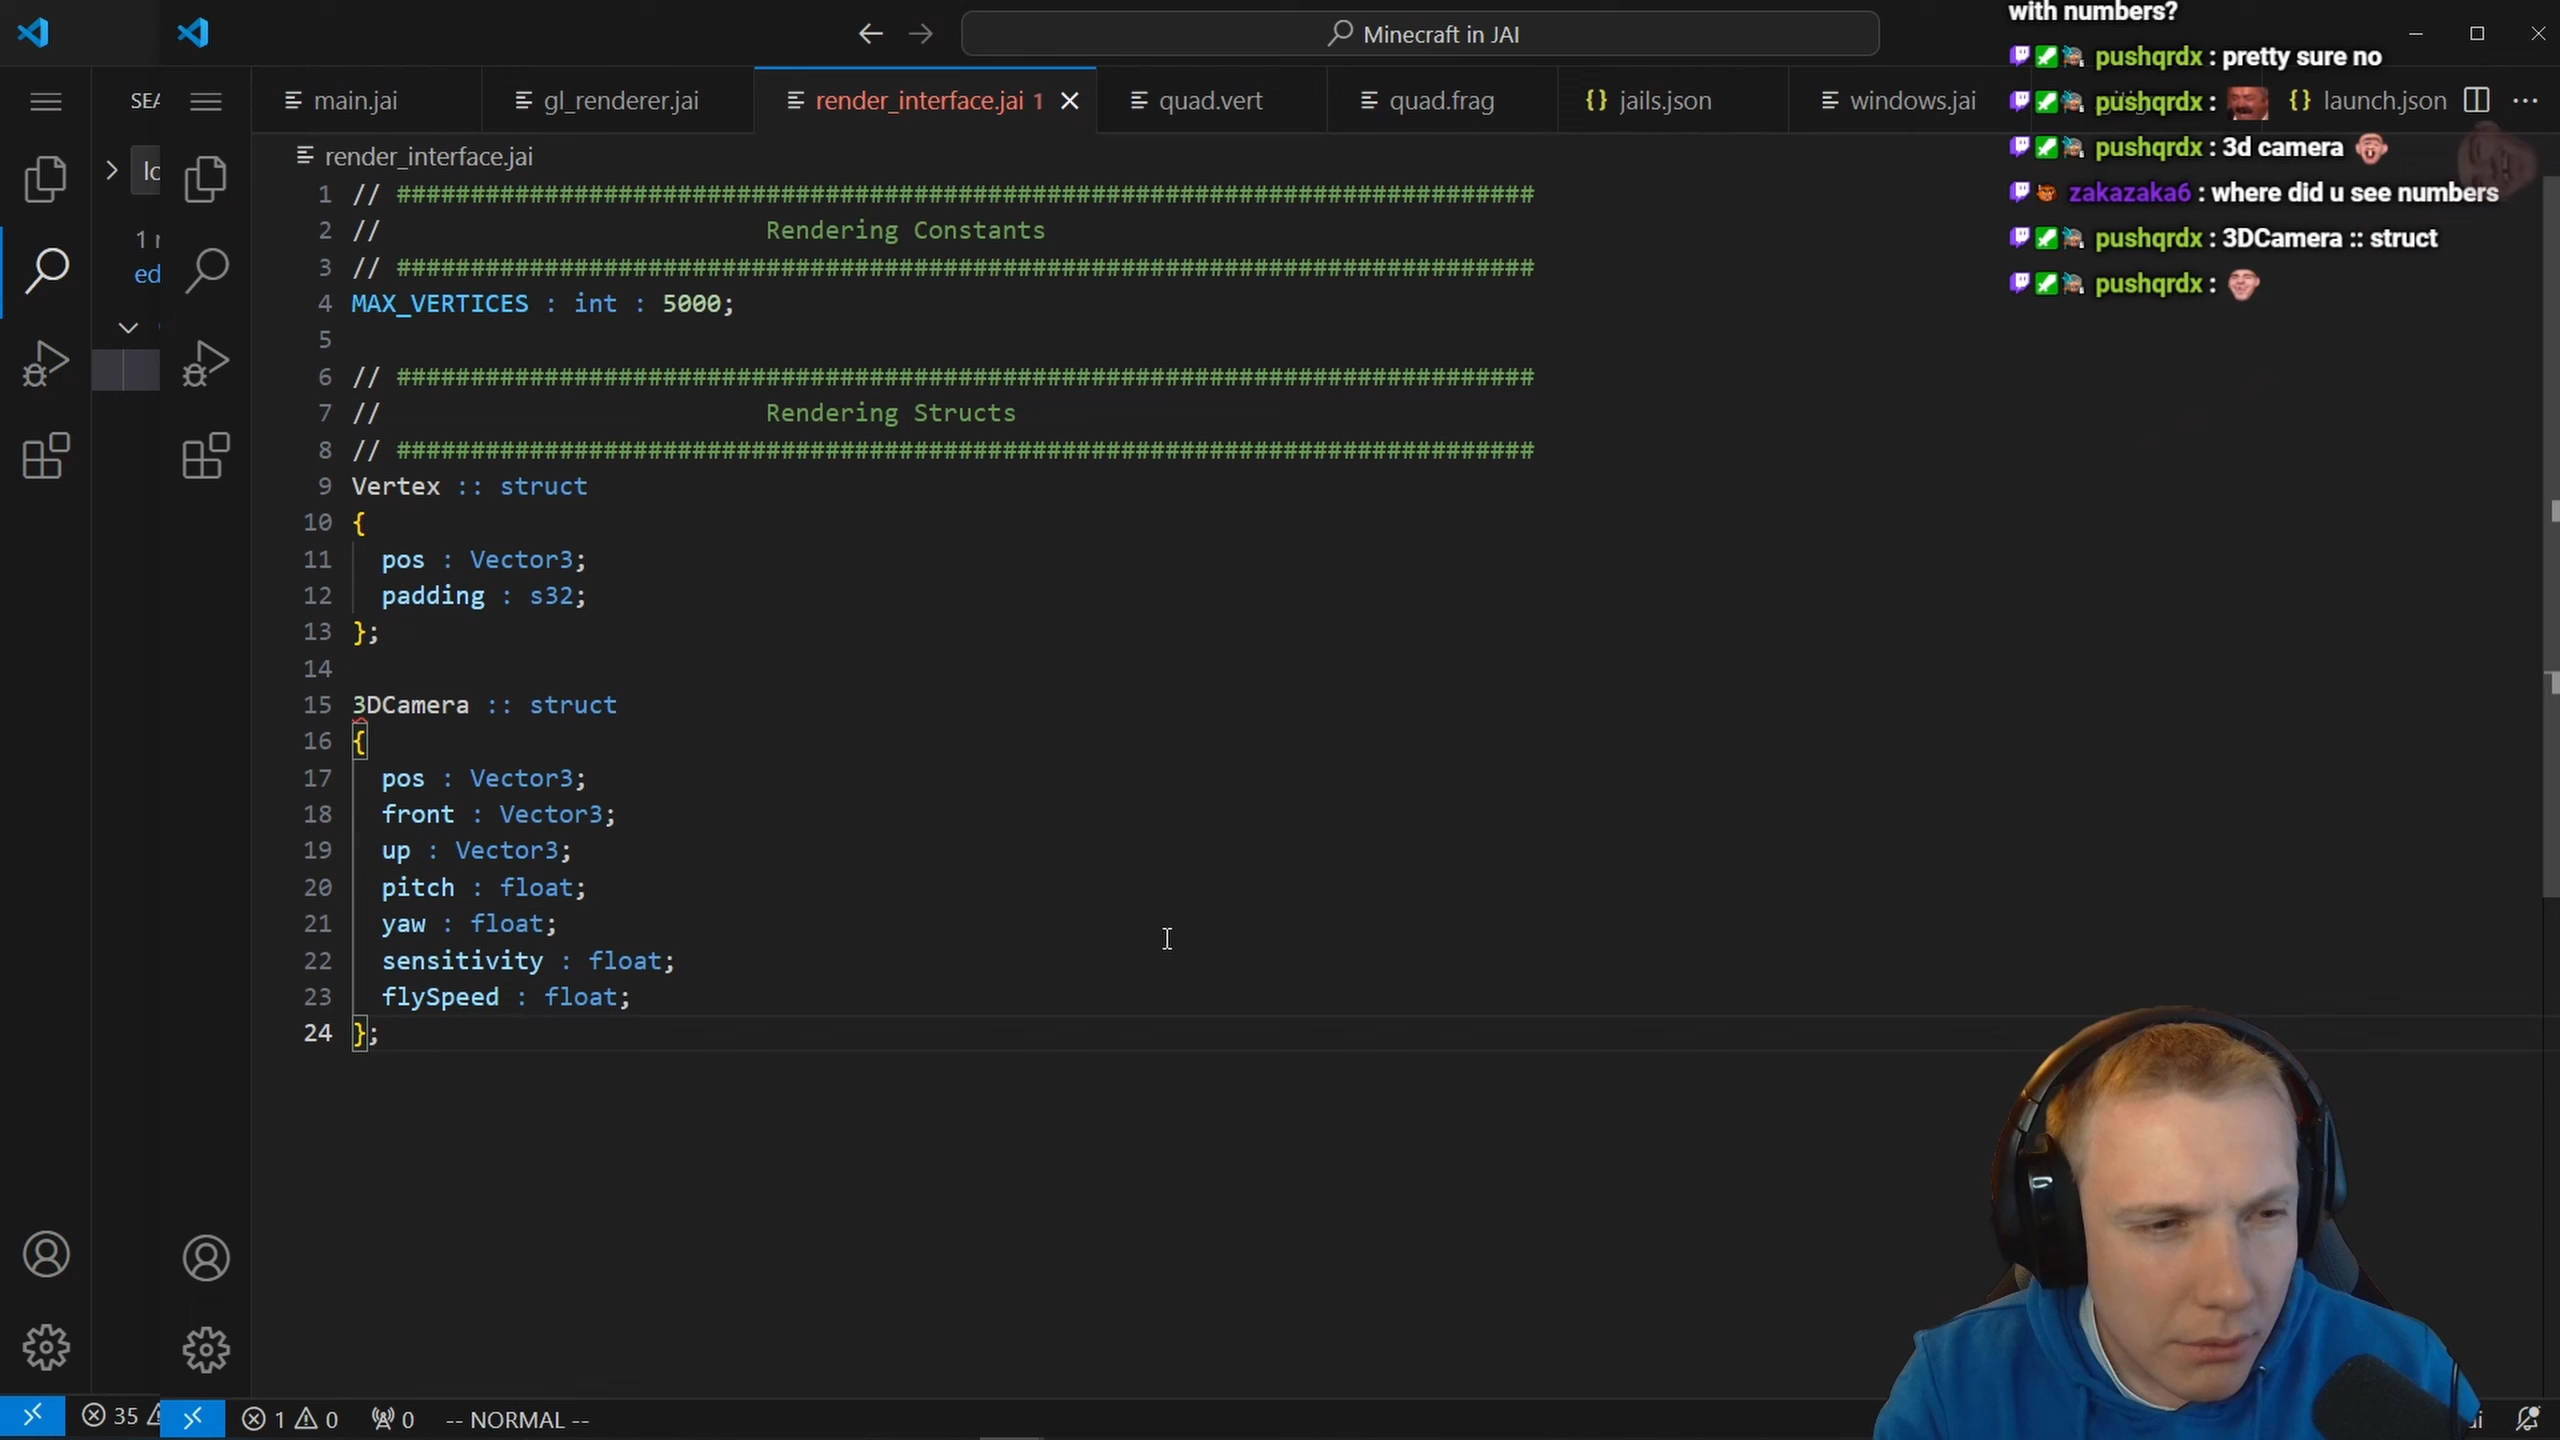 Minecraft in JAI
with numbers?
pushqrdx : pretty sure no
pushqrdx :
pushqrdx : 3d camera
zakazaka6 : where did u see numbers
pushqrdx : 3DCamera :: struct
pushqrdx :
SEA
main.jai
gl_renderer.jai
render_interface.jai 1
quad.vert
quad.frag
{} jails.json
windows.jai
{} launch.json
lo
1 r
ed
render_interface.jai
1 // #############################################################################
2 // Rendering Constants
3 // #############################################################################
4 MAX_VERTICES : int : 5000;
5
6 // #############################################################################
7 // Rendering Structs
8 // #############################################################################
9 Vertex :: struct
10 {
11 pos : Vector3;
12 padding : s32;
13 };
14
15 3DCamera :: struct
16 {
17 pos : Vector3;
18 front : Vector3;
19 up : Vector3;
20 pitch : float;
21 yaw : float;
22 sensitivity : float;
23 flySpeed : float;
24 };
35
1 0 0 -- NORMAL --